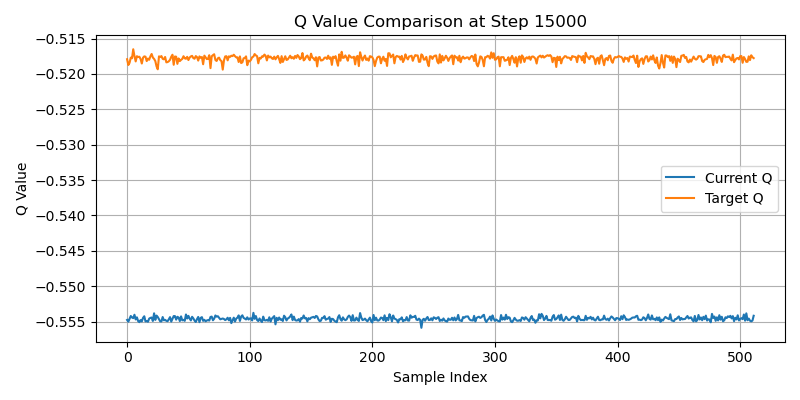 Q Value Comparison at Step 15000
−0.515
−0.520
−0.525
−0.530
−0.535
−0.540
−0.545
−0.550
−0.555
Q Value
Current Q
Target Q
0 100 200 300 400 500
Sample Index